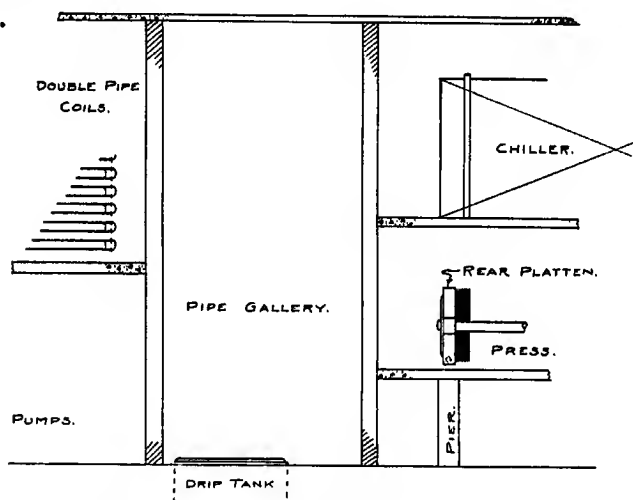 DOUBLE PIPE
COILS.
CHILLER.
REAR PLATTEN.
PIPE GALLERY.
PRESS.
PUMPS.
PIER.
DRIP TANK